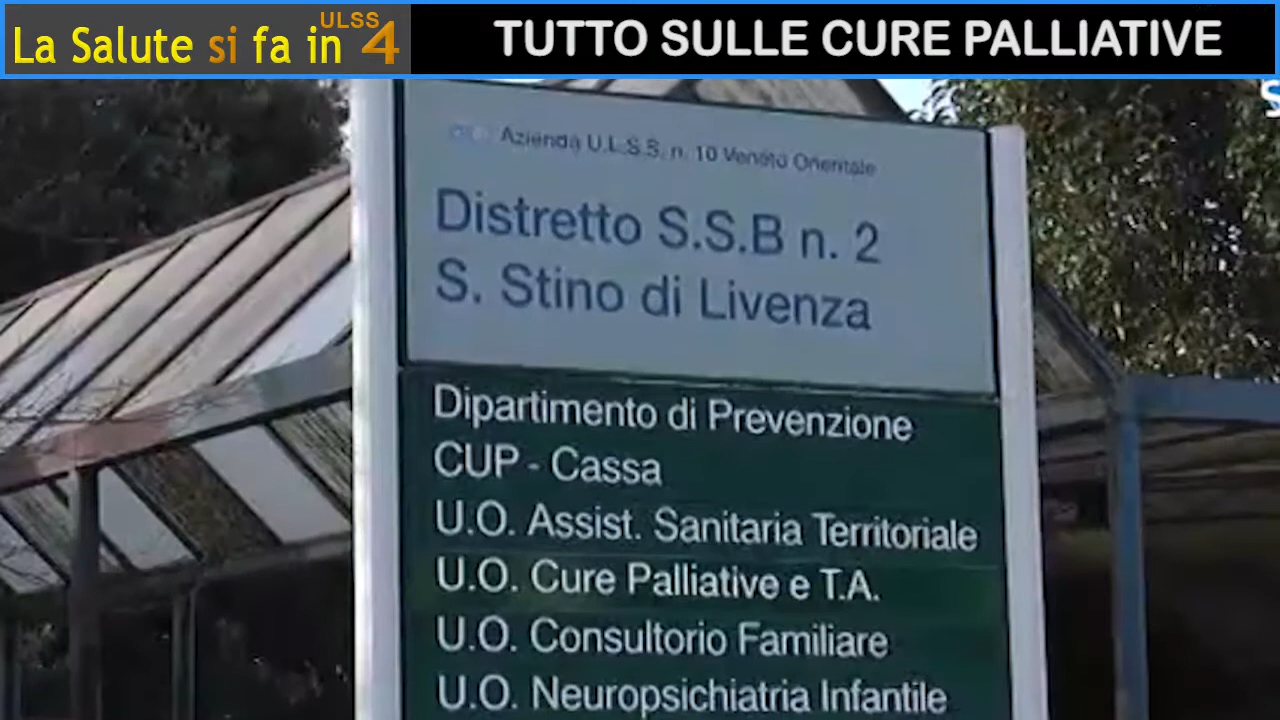 ULSS
La Salute si fa in 4
TUTTO SULLE CURE PALLIATIVE
Azienda U.L.S.S. n. 10 Veneto Orientale
Distretto S.S.B n. 2
S. Stino di Livenza
Dipartimento di Prevenzione
CUP - Cassa
U.O. Assist. Sanitaria Territoriale
U.O. Cure Palliative e T.A.
U.O. Consultorio Familiare
U.O. Neuropsichiatria Infantile